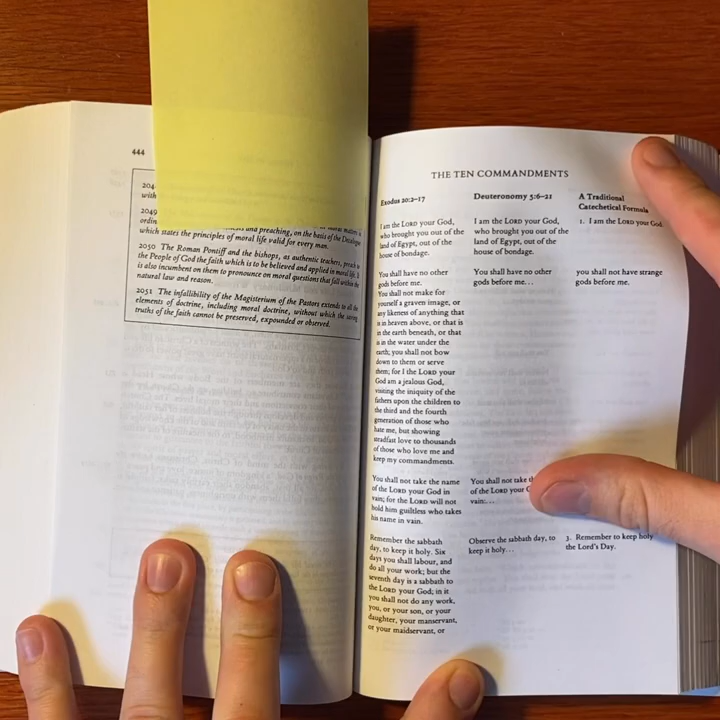 444
204
with
2049
ordin
ments and preaching, on the basis of the Decalogue
which states the principles of moral life valid for every man.
2050 The Roman Pontiff and the bishops, as authentic teachers, preach to
the People of God the faith which is to be believed and applied in moral life. It
is also incumbent on them to pronounce on moral questions that fall within the
natural law and reason.
2051 The infallibility of the Magisterium of the Pastors extends to all the
elements of doctrine, including moral doctrine, without which the saving
truths of the faith cannot be preserved, expounded or observed.
THE TEN COMMANDMENTS
Exodus 20:2–17
I am the LORD your God,
who brought you out of the
land of Egypt, out of the
house of bondage.
You shall have no other
gods before me.
You shall not make for
yourself a graven image, or
any likeness of anything that
is in heaven above, or that is
in the earth beneath, or that
is in the water under the
earth; you shall not bow
down to them or serve
them; for I the LORD your
God am a jealous God,
visiting the iniquity of the
fathers upon the children to
the third and the fourth
generation of those who
hate me, but showing
steadfast love to thousands
of those who love me and
keep my commandments.
You shall not take the name
of the LORD your God in
vain; for the LORD will not
hold him guiltless who takes
his name in vain.
Remember the sabbath
day, to keep it holy. Six
days you shall labour, and
do all your work; but the
seventh day is a sabbath to
the LORD your God; in it
you shall not do any work,
you, or your son, or your
daughter, your manservant,
or your maidservant, or
Deuteronomy 5:6–21
I am the LORD your God,
who brought you out of the
land of Egypt, out of the
house of bondage.
You shall have no other
gods before me…
You shall not take
of the LORD your
vain:…
Observe the sabbath day, to
keep it holy…
A Traditional
Catechetical Formula
1. I am the LORD your God
you shall not have strange
gods before me.
3. Remember to keep holy
the Lord's Day.